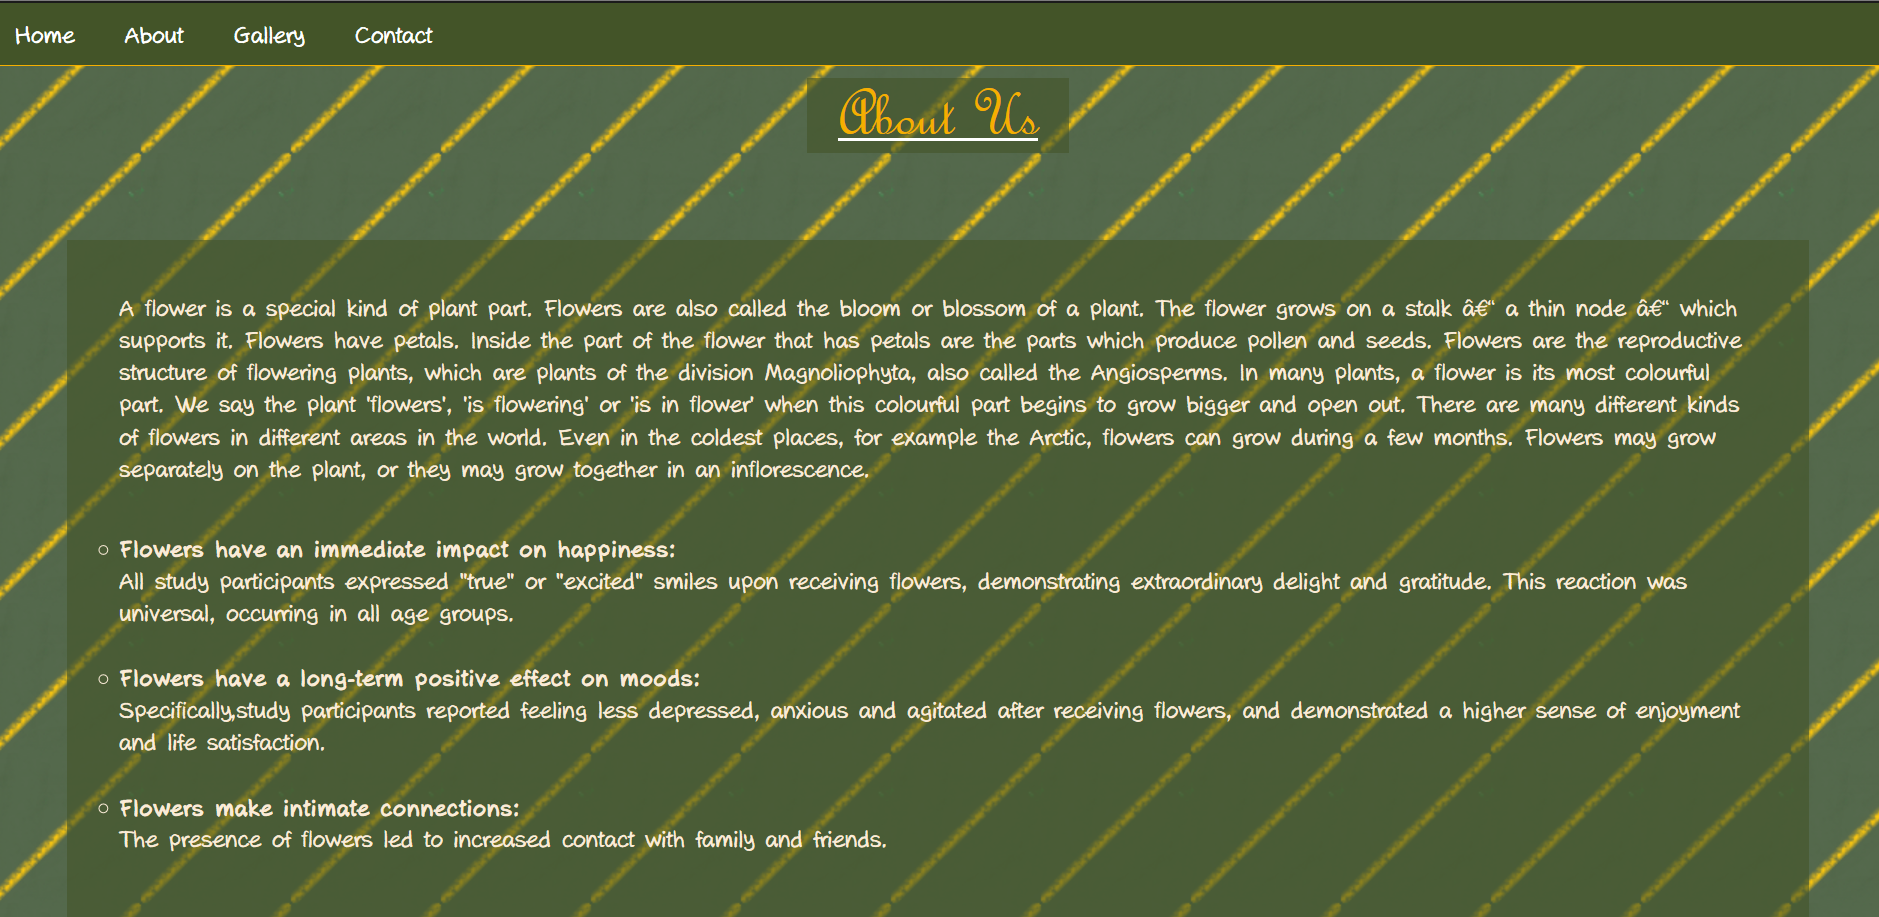 Home About Gallery Contact
About Us
A flower is a special kind of plant part. Flowers are also called the bloom or blossom of a plant. The flower grows on a stalk â€“ a thin node â€“ which
supports it. Flowers have petals. Inside the part of the flower that has petals are the parts which produce pollen and seeds. Flowers are the reproductive
structure of flowering plants, which are plants of the division Magnoliophyta, also called the Angiosperms. In many plants, a flower is its most colourful
part. We say the plant 'flowers', 'is flowering' or 'is in flower' when this colourful part begins to grow bigger and open out. There are many different kinds
of flowers in different areas in the world. Even in the coldest places, for example the Arctic, flowers can grow during a few months. Flowers may grow
separately on the plant, or they may grow together in an inflorescence.
Flowers have an immediate impact on happiness:
All study participants expressed "true" or "excited" smiles upon receiving flowers, demonstrating extraordinary delight and gratitude. This reaction was
universal, occurring in all age groups.
Flowers have a long-term positive effect on moods:
Specifically,study participants reported feeling less depressed, anxious and agitated after receiving flowers, and demonstrated a higher sense of enjoyment
and life satisfaction.
Flowers make intimate connections:
The presence of flowers led to increased contact with family and friends.